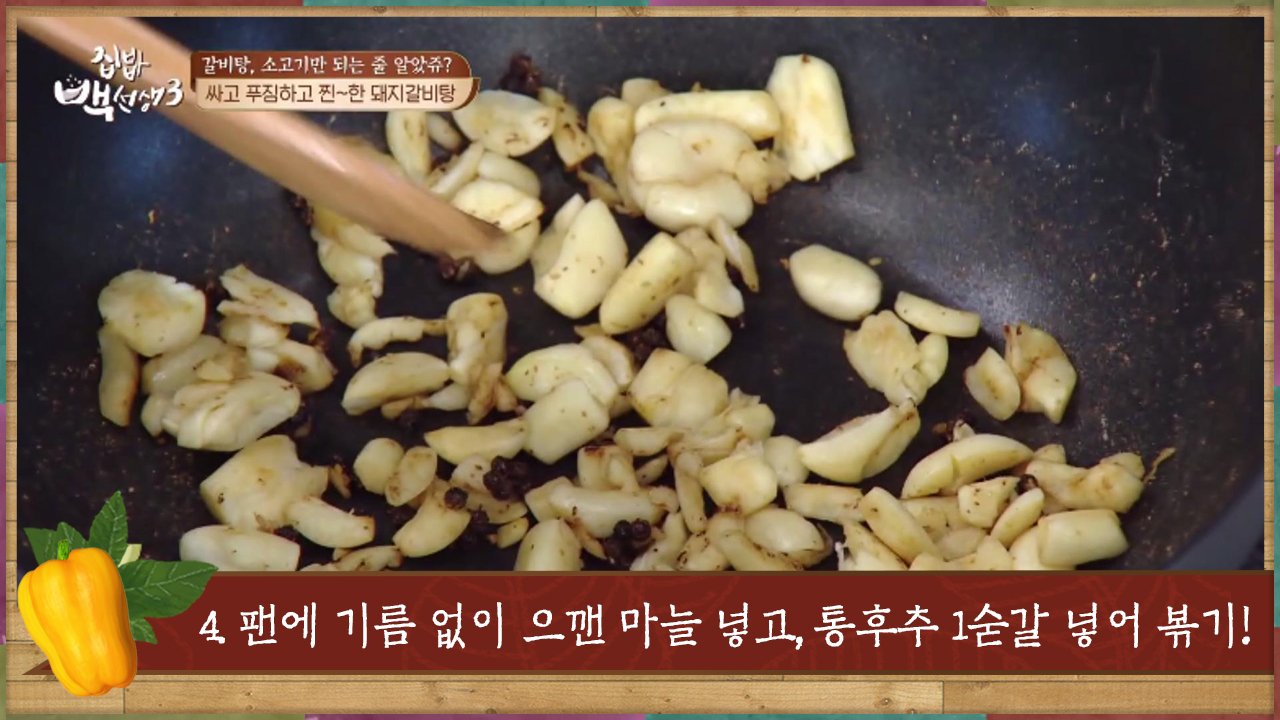 집밥
백선생3
갈비탕, 소고기만 되는 줄 알았쥬?
싸고 푸짐하고 찐~한 돼지갈비탕
4. 팬에 기름 없이 으깬 마늘 넣고, 통후추 1숟갈 넣어 볶기!